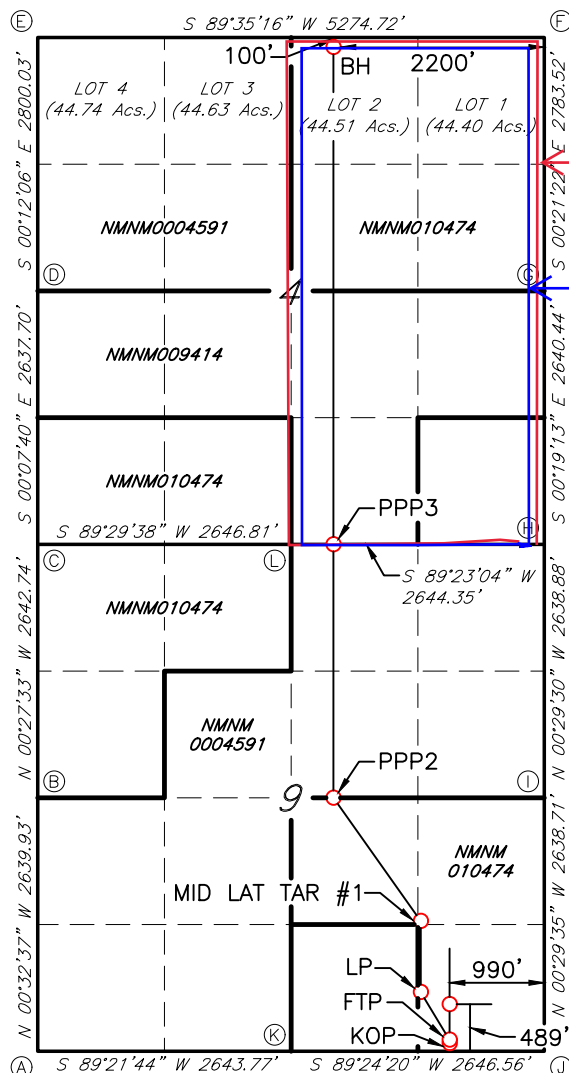 E
S 89°35'16" W 5274.72'
F
100'
BH
2200'
LOT 4
(44.74 Acs.)
LOT 3
(44.63 Acs.)
LOT 2
(44.51 Acs.)
LOT 1
(44.40 Acs.)
S 00°12'06" E 2800.03'
S 00°21'22" E 2783.52'
NMNM0004591
NMNM010474
D
4
G
NMNM009414
S 00°07'40" E 2637.70'
S 00°19'13" E 2640.44'
NMNM010474
PPP3
S 89°29'38" W 2646.81'
H
C
L
S 89°23'04" W
2644.35'
NMNM010474
N 00°27'33" W 2642.74'
N 00°29'30" W 2638.88'
NMNM
0004591
PPP2
B
9
I
NMNM
010474
N 00°32'37" W 2639.93'
N 00°29'35" W 2638.71'
MID LAT TAR #1
LP
990'
FTP
KOP
489'
K
A
S 89°21'44" W 2643.77'
S 89°24'20" W 2646.56'
J